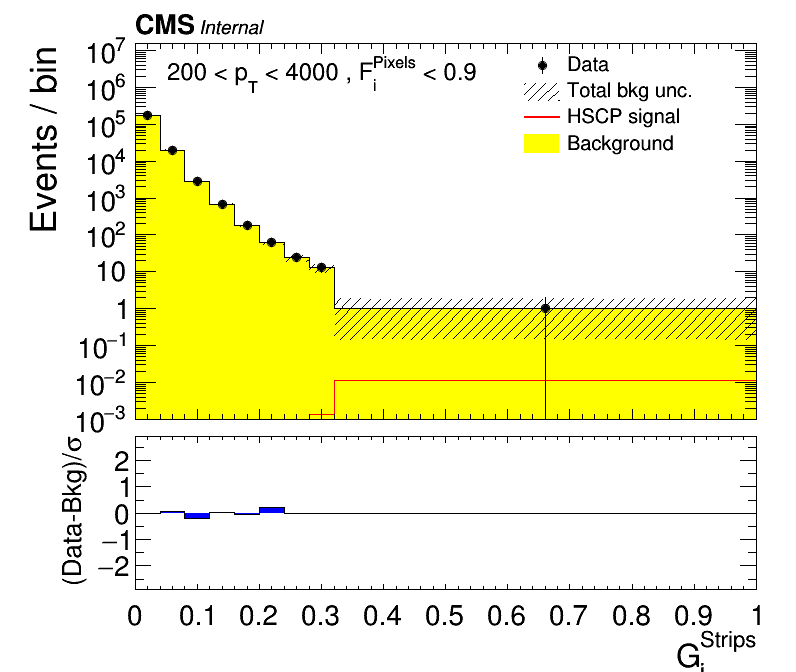 CMS Internal
200 < p_T < 4000 , F_i^Pixels < 0.9
Data
Total bkg unc.
HSCP signal
Background
Events / bin
10^7
10^6
10^5
10^4
10^3
10^2
10
1
10^−1
10^−2
10^−3
(Data-Bkg)/σ
2
1
0
−1
−2
0 0.1 0.2 0.3 0.4 0.5 0.6 0.7 0.8 0.9 1
G_i^Strips